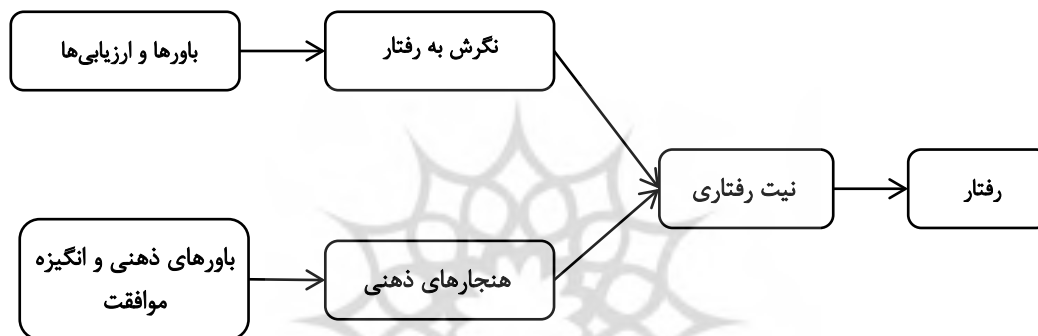 باورها و ارزیابی‌ها
نگرش به رفتار
نیت رفتاری
رفتار
باورهای ذهنی و انگیزه
موافقت
هنجارهای ذهنی